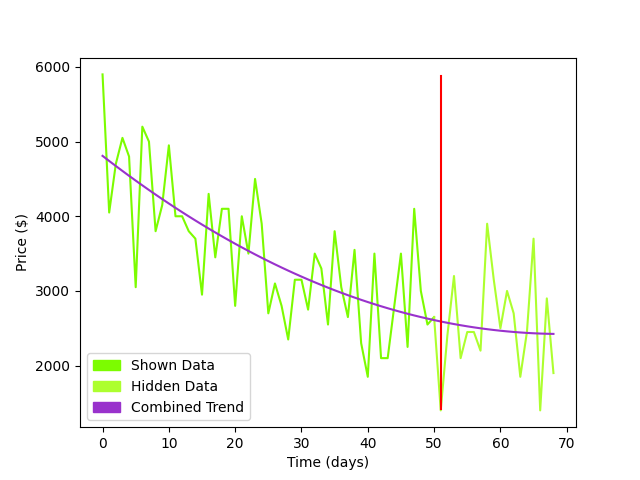 6000
5000
4000
3000
2000
Price ($)
Shown Data
Hidden Data
Combined Trend
0 10 20 30 40 50 60 70
Time (days)